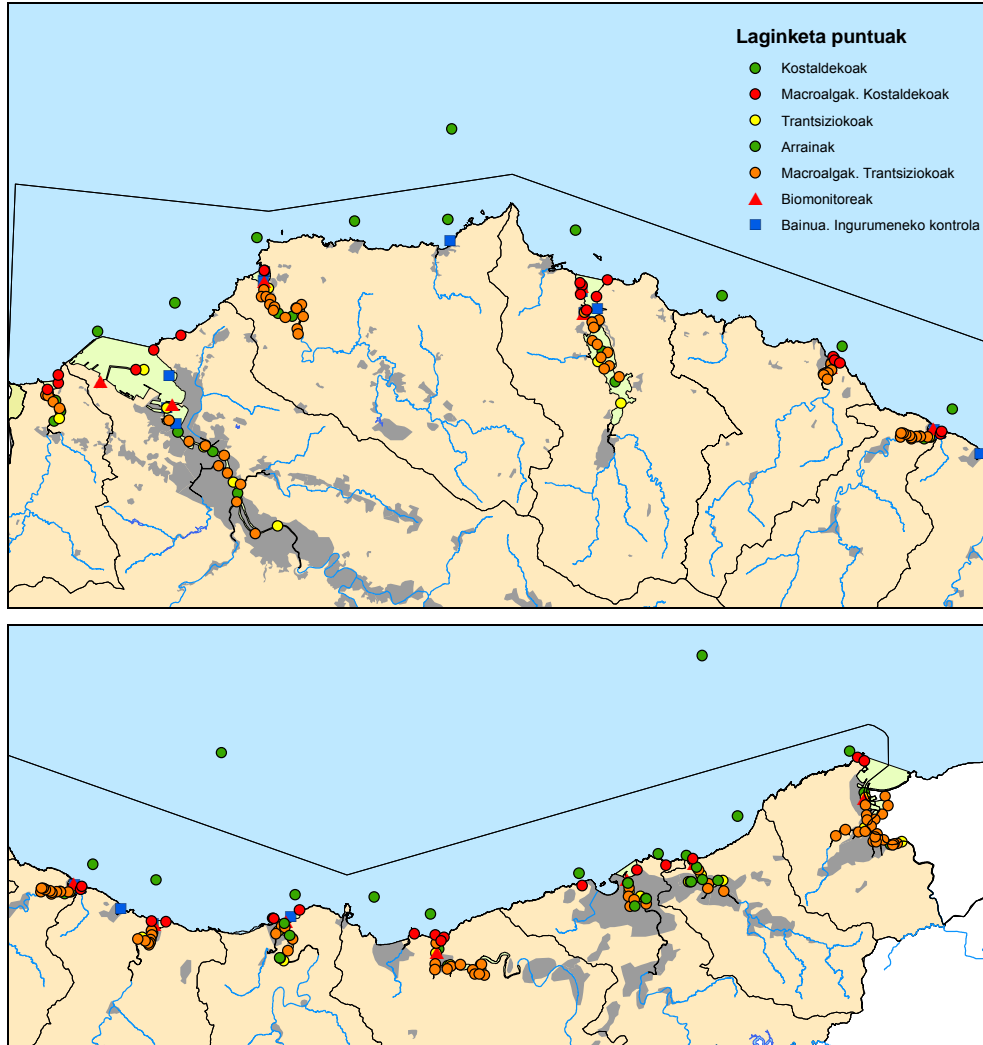 Laginketa puntuak
Kostaldekoak
Macroalgak. Kostaldekoak
Trantsiziokoak
Arrainak
Macroalgak. Trantsiziokoak
Biomonitoreak
Bainua. Ingurumeneko kontrola